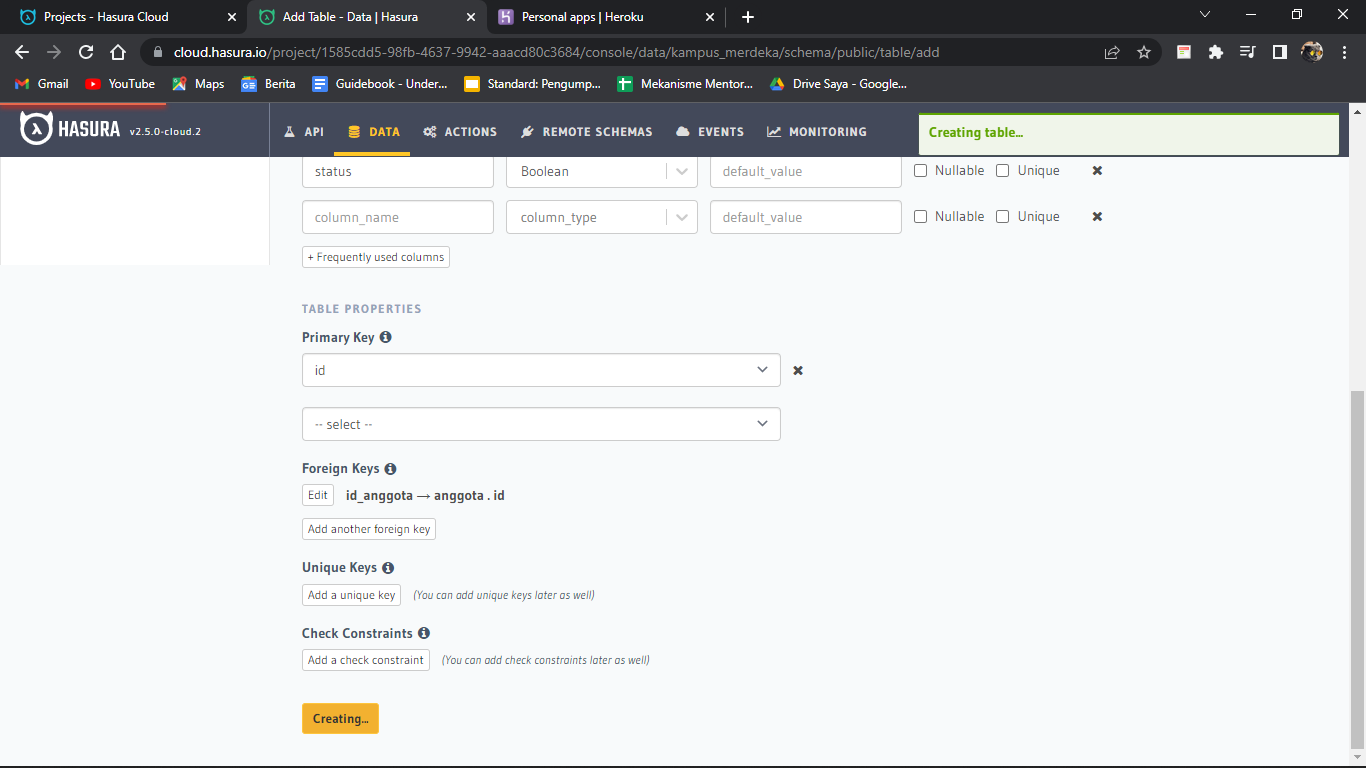 Projects - Hasura Cloud
Add Table - Data | Hasura
Personal apps | Heroku
cloud.hasura.io/project/1585cdd5-98fb-4637-9942-aaacd80c3684/console/data/kampus_merdeka/schema/public/table/add
Gmail YouTube Maps Berita Guidebook - Under... Standard: Pengump... Mekanisme Mentor... Drive Saya - Google...
HASURA v2.5.0-cloud.2
API DATA ACTIONS REMOTE SCHEMAS EVENTS MONITORING
Creating table...
status Boolean default_value Nullable Unique
column_name column_type default_value Nullable Unique
+ Frequently used columns
TABLE PROPERTIES
Primary Key
id
-- select --
Foreign Keys
Edit id_anggota → anggota . id
Add another foreign key
Unique Keys
Add a unique key (You can add unique keys later as well)
Check Constraints
Add a check constraint (You can add check constraints later as well)
Creating...